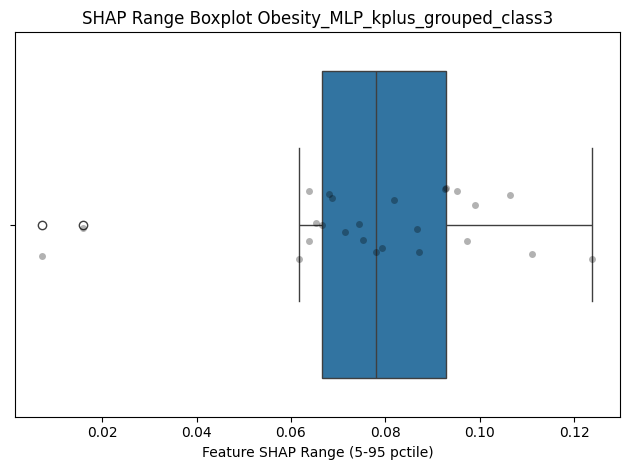 SHAP Range Boxplot Obesity_MLP_kplus_grouped_class3
0.02 0.04 0.06 0.08 0.10 0.12
Feature SHAP Range (5-95 pctile)